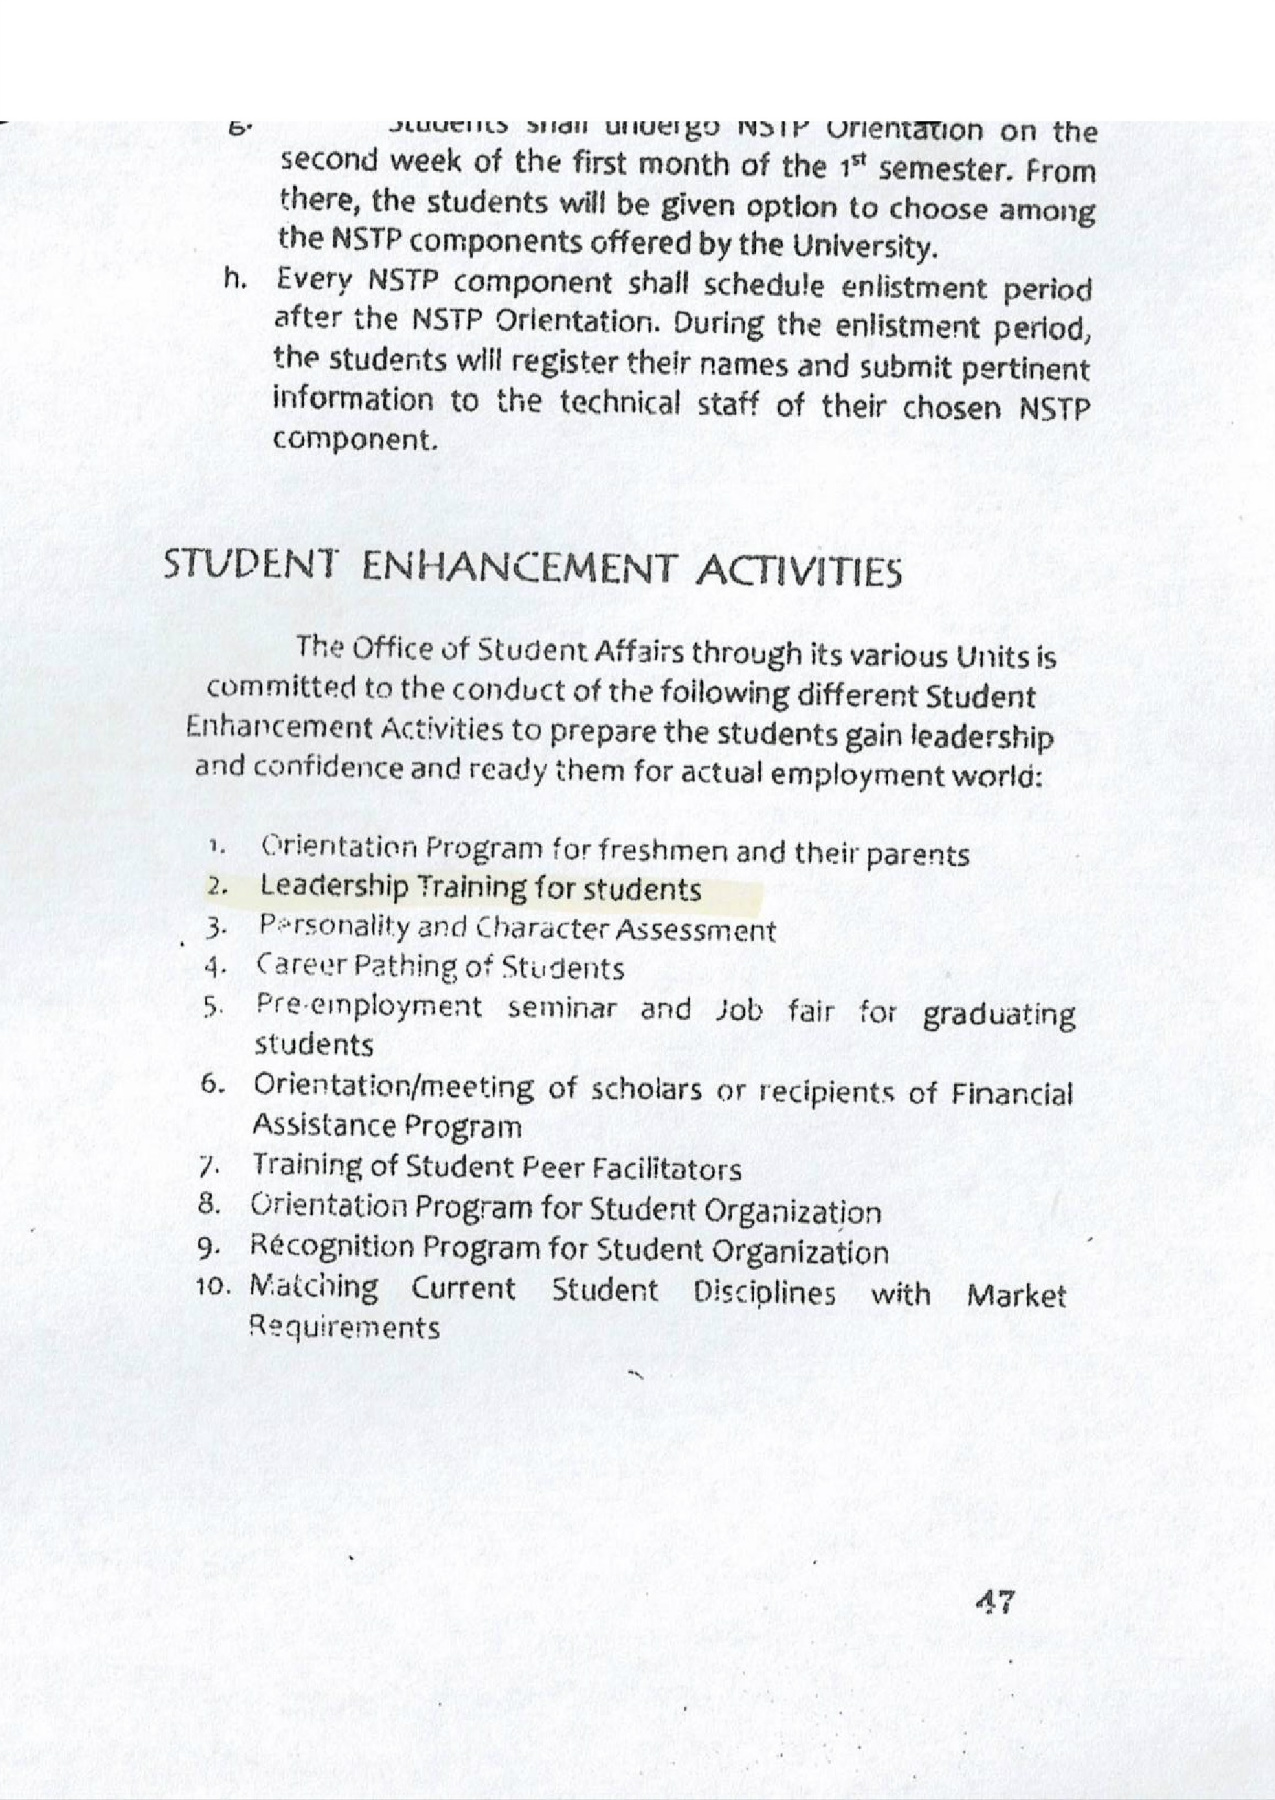 g. Students shall undergo NSTP Orientation on the
second week of the first month of the 1st semester. From
there, the students will be given option to choose among
the NSTP components offered by the University.
h. Every NSTP component shall schedule enlistment period
after the NSTP Orientation. During the enlistment period,
the students will register their names and submit pertinent
information to the technical staff of their chosen NSTP
component.
STUDENT ENHANCEMENT ACTIVITIES
The Office of Student Affairs through its various Units is
committed to the conduct of the following different Student
Enhancement Activities to prepare the students gain leadership
and confidence and ready them for actual employment world:
1. Orientation Program for freshmen and their parents
2. Leadership Training for students
3. Personality and Character Assessment
4. Career Pathing of Students
5. Pre-employment seminar and Job fair for graduating
students
6. Orientation/meeting of scholars or recipients of Financial
Assistance Program
7. Training of Student Peer Facilitators
8. Orientation Program for Student Organization
9. Recognition Program for Student Organization
10. Matching Current Student Disciplines with Market
Requirements
47